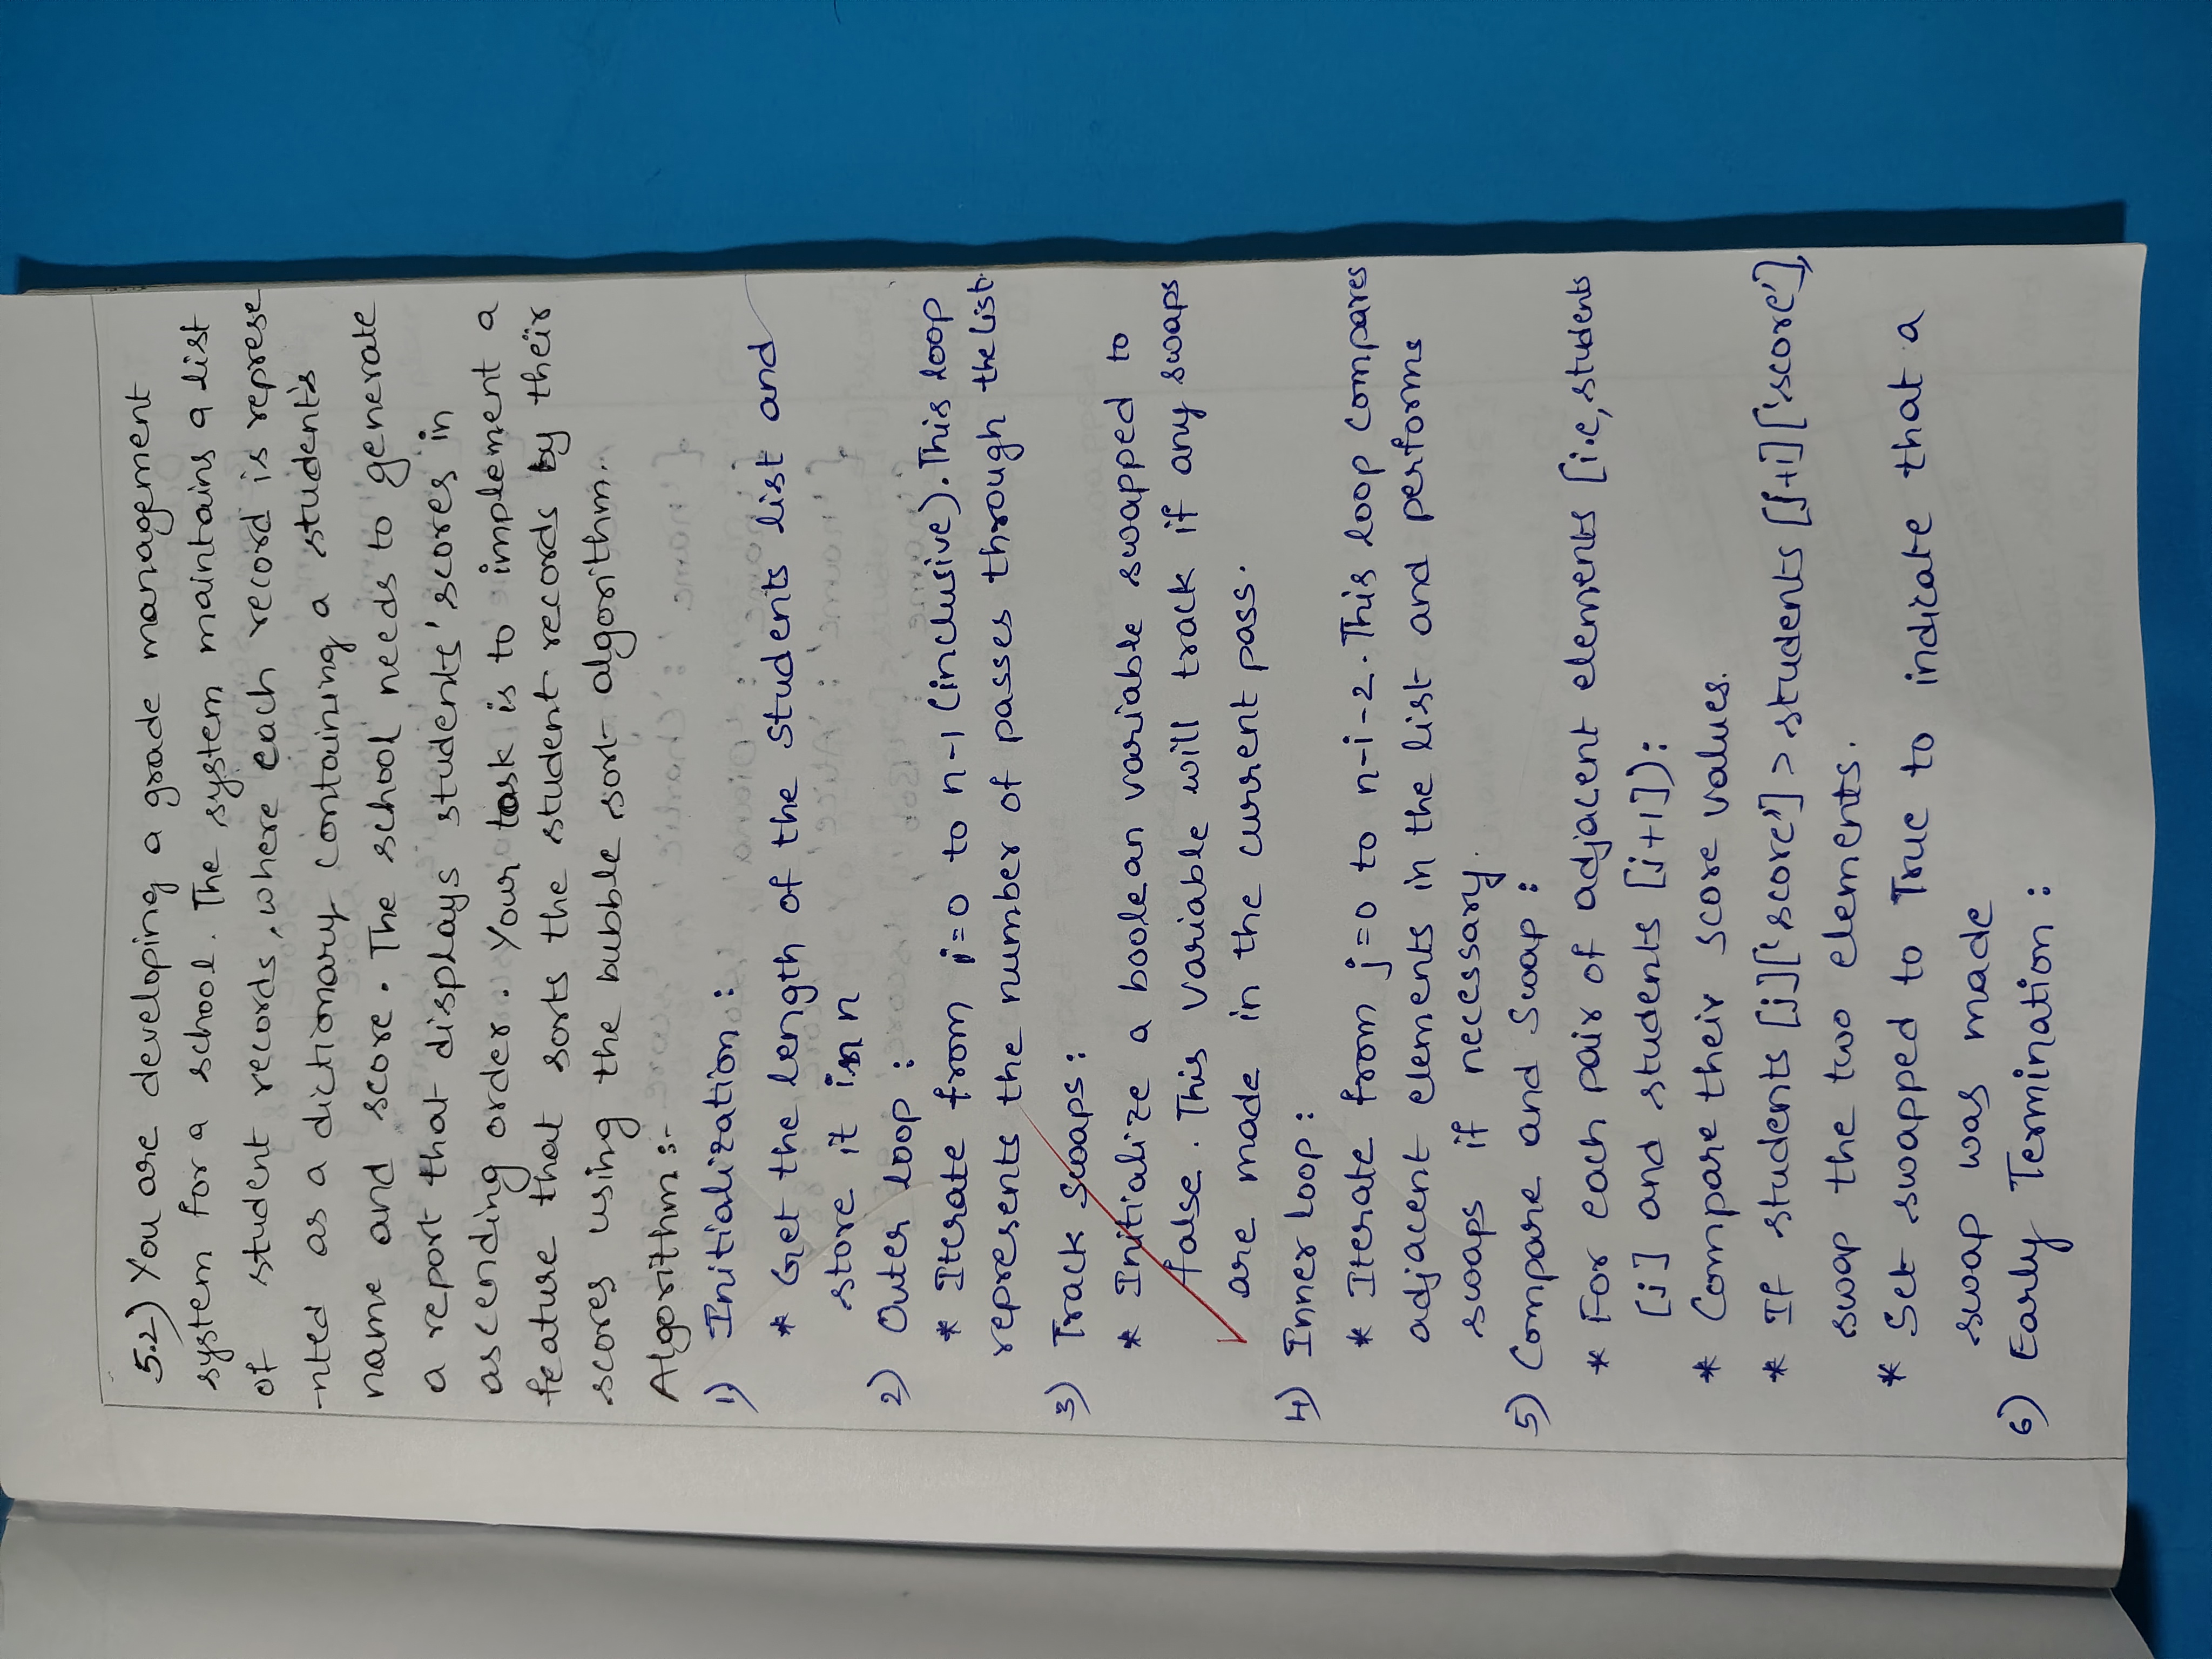 5.2) You are developing a grade management
system for a school. The system maintains a list
of student records, where each record is represe
-nted as a dictionary containing a student's
name and score. The school needs to generate
a report that displays students' scores in
ascending order. Your task is to implement a
feature that sorts the student records by their
scores using the bubble sort algorithm.
Algorithm :-
1) Initialization :
* Get the length of the students list and
store it in n
2) Outer loop :
* Iterate from i=0 to n-1 (inclusive). This loop
represents the number of passes through the list.
3) Track swaps :
* Initialize a boolean variable swapped to
false. This variable will track if any swaps
are made in the current pass.
4) Inner loop :
* Iterate from j=0 to n-i-2. This loop compares
adjacent elements in the list and performs
swaps if necessary.
5) Compare and Swap :
* For each pair of adjacent elements [i.e, students
[j] and students [j+1]):
* Compare their score values.
* If students [j]['score'] > students [j+1]['score'],
swap the two elements.
* Set swapped to True to indicate that a
swap was made
6) Early Termination :